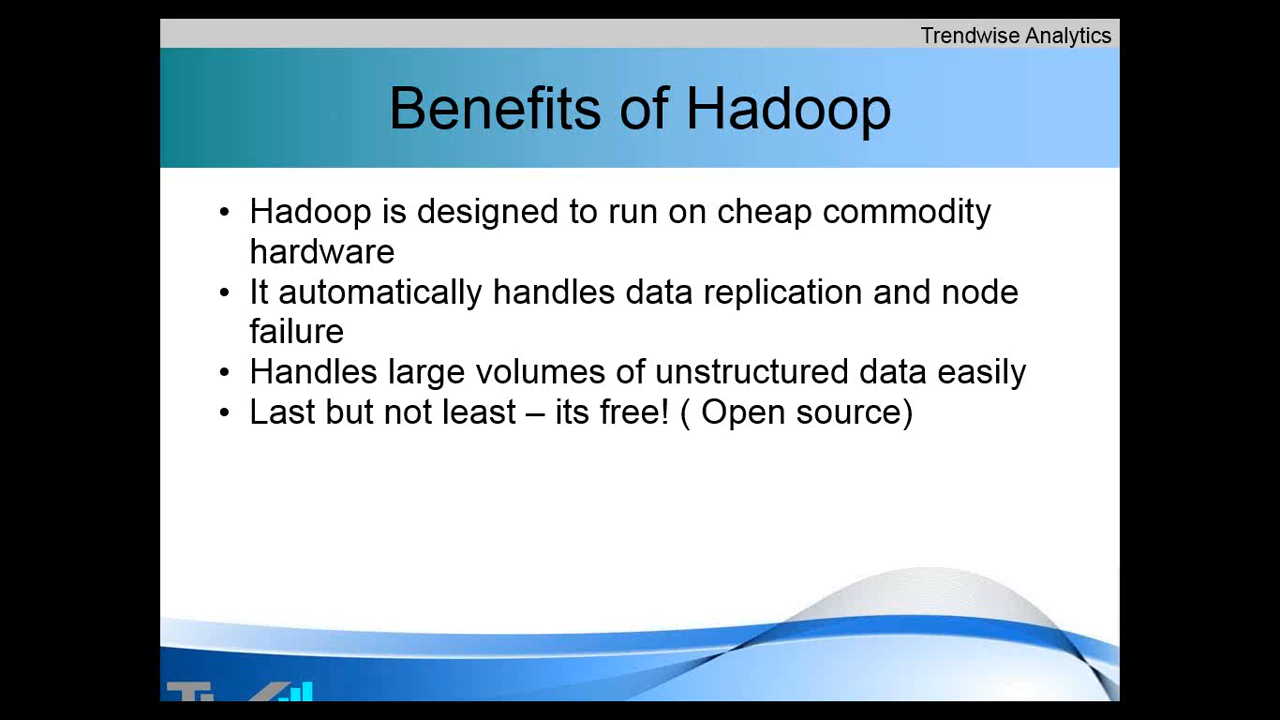 Trendwise Analytics
Benefits of Hadoop
• Hadoop is designed to run on cheap commodity
hardware
• It automatically handles data replication and node
failure
• Handles large volumes of unstructured data easily
• Last but not least – its free! ( Open source)